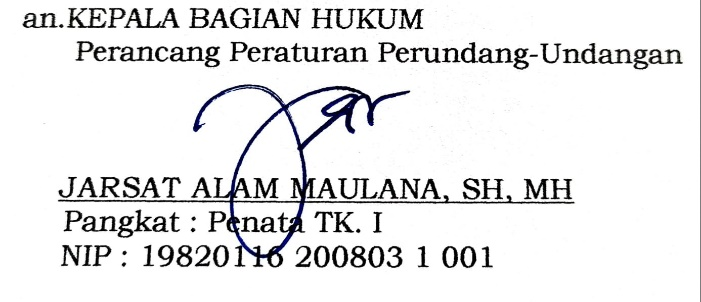 an.KEPALA BAGIAN HUKUM
Perancang Peraturan Perundang-Undangan
JARSAT ALAM MAULANA, SH, MH
Pangkat : Penata TK. I
NIP : 19820116 200803 1 001